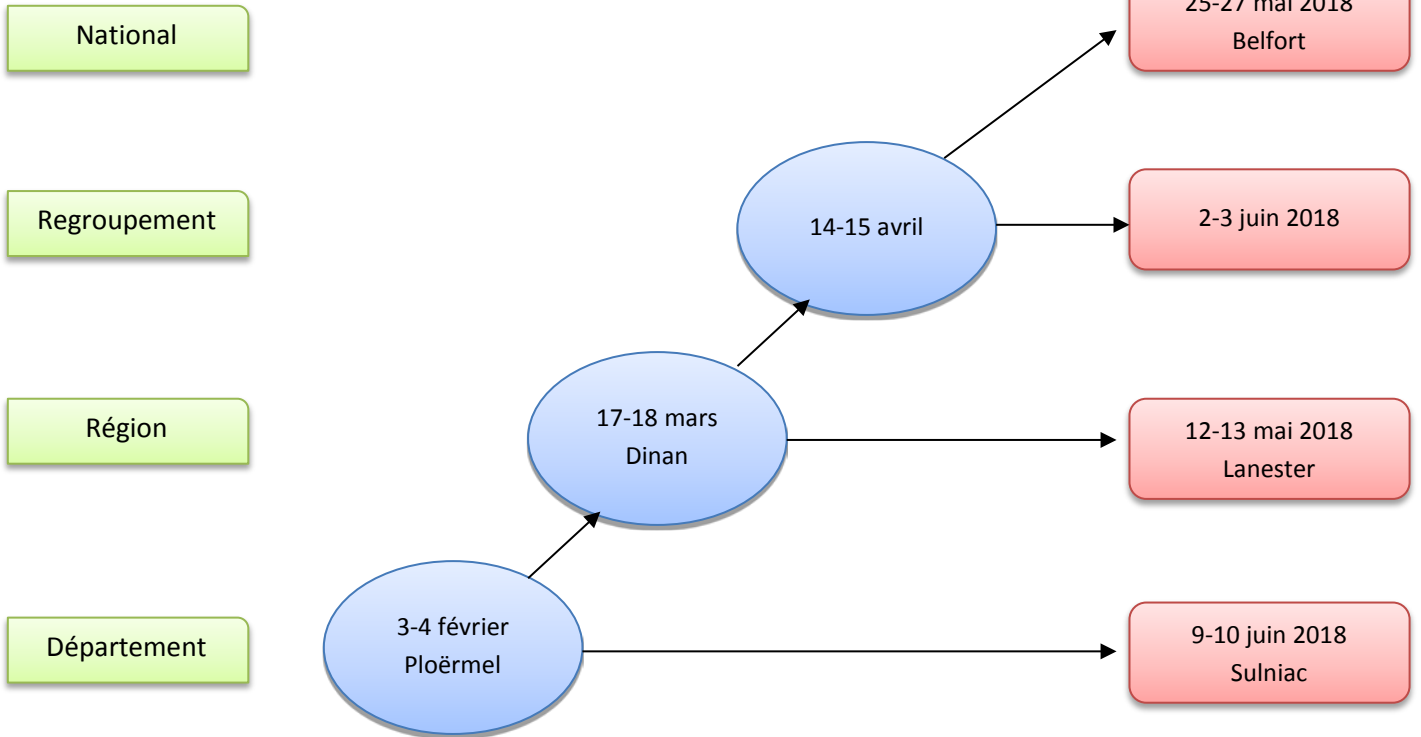 25-27 mai 2018
National
Belfort
Regroupement
14-15 avril
2-3 juin 2018
Région
17-18 mars
Dinan
12-13 mai 2018
Lanester
Département
3-4 février
Ploërmel
9-10 juin 2018
Sulniac